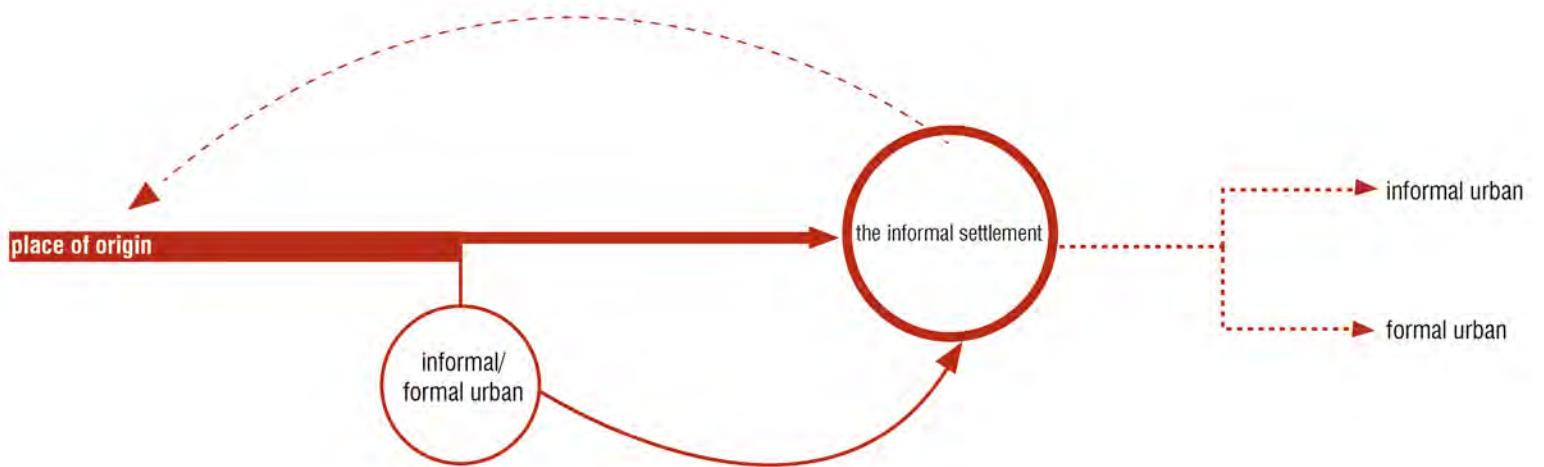 place of origin
the informal settlement
informal/
formal urban
informal urban
formal urban